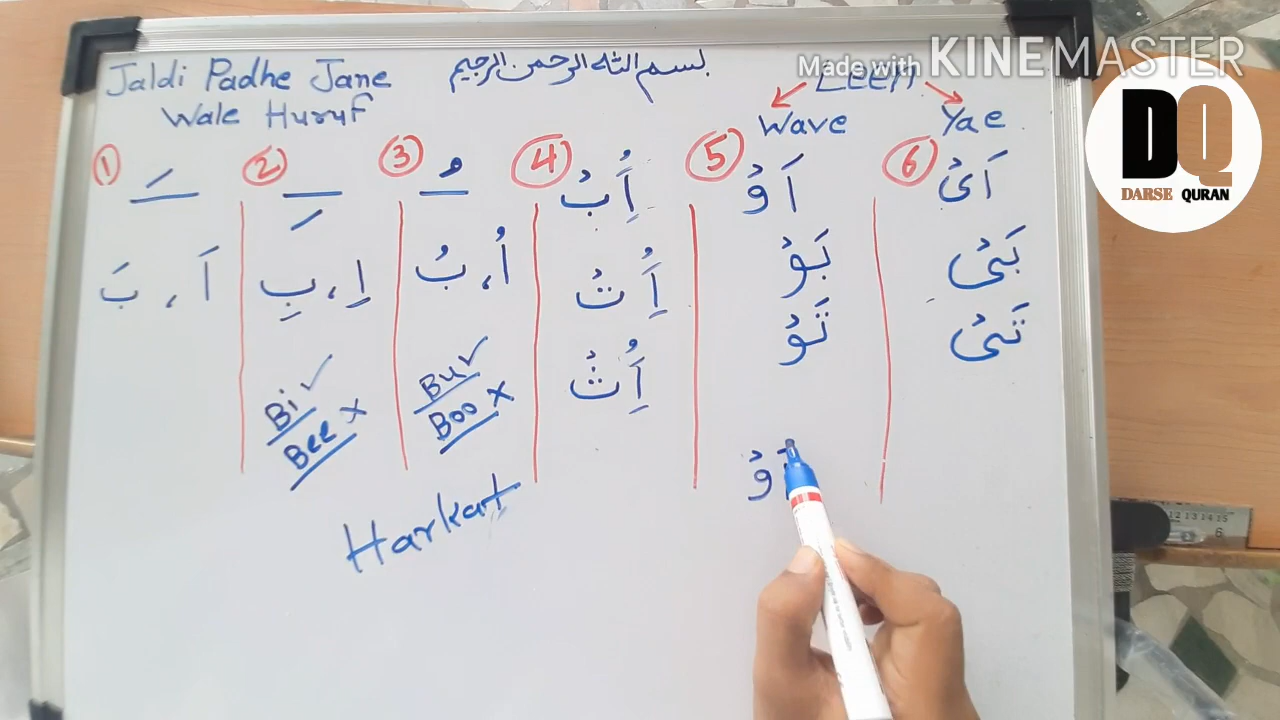 Jaldi Padhe Jane
Wale Huruf
بسم الله الرحمن الرحيم
Made with KINEMASTER
LEEN
Wave
Yae
DQ
DARSE QURAN
1 2 3 4 5 6
اَ ، بَ
اِ ، بِ
Bi ✓
Bee ×
اُ ، بُ
Bu ✓
Boo ×
Harkat
اَوْ
بَوْ
تَوْ
اَیْ
بَیْ
تَیْ